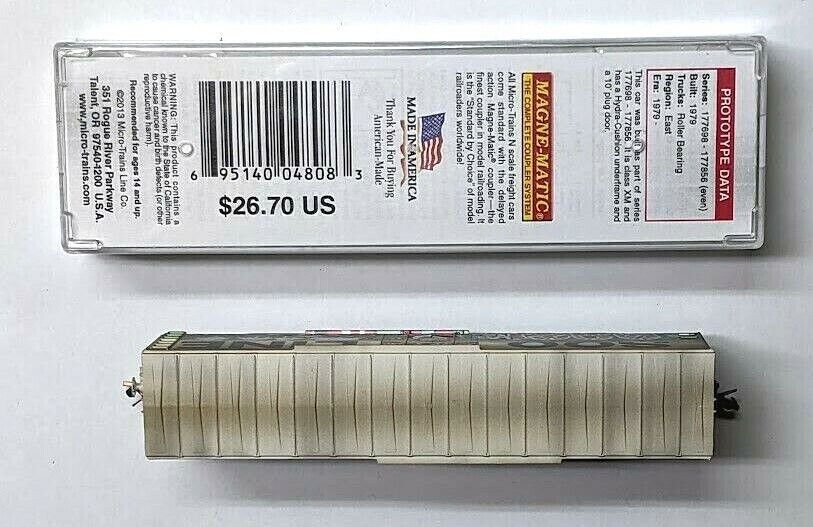 PROTOTYPE DATA
Series: 177698 - 177856 (even)
Built: 1979
Trucks: Roller Bearing
Region: East
Era: 1979 -
This car was built as part of series
177698 - 177856. It is class XM and
has a Hydra-Cushion underframe and
a 10' plug door.
MAGNE-MATIC®
THE COMPLETE COUPLER SYSTEM
All Micro-Trains N scale freight cars
come standard with the delayed
action Magne-Matic® coupler—the
finest coupler in model railroading. It
is the "Standard by Choice" of model
railroaders worldwide!
MADE IN AMERICA
Thank You For Buying
American-Made
6 95140 04808 3
$26.70 US
WARNING: This product contains a
chemical known to the State of California
to cause cancer and birth defects (or other
reproductive harm).
Recommended for ages 14 and up.
©2013 Micro-Trains Line Co.
351 Rogue River Parkway
Talent, OR 97540-1200 U.S.A.
www.micro-trains.com